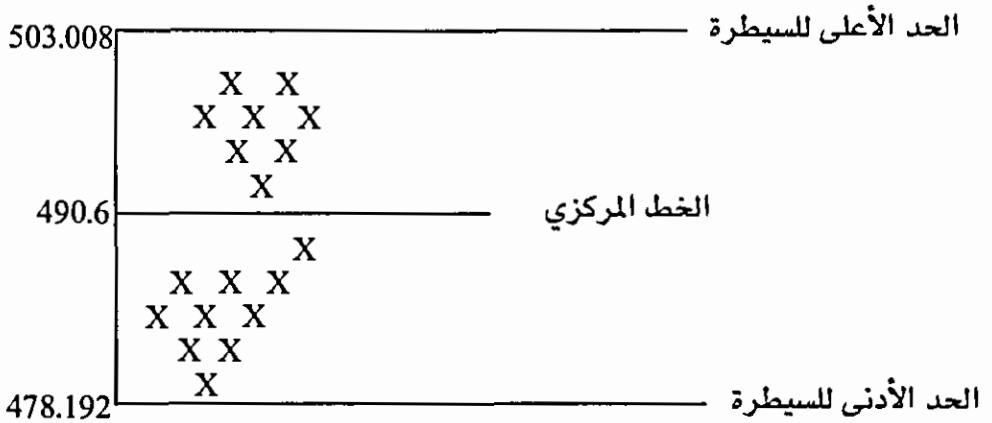 503.008 الحد الأعلى للسيطرة
X X
X X X
X X
X
490.6 الخط المركزي
X
X X X
X X X
X X
X
478.192 الحد الأدنى للسيطرة